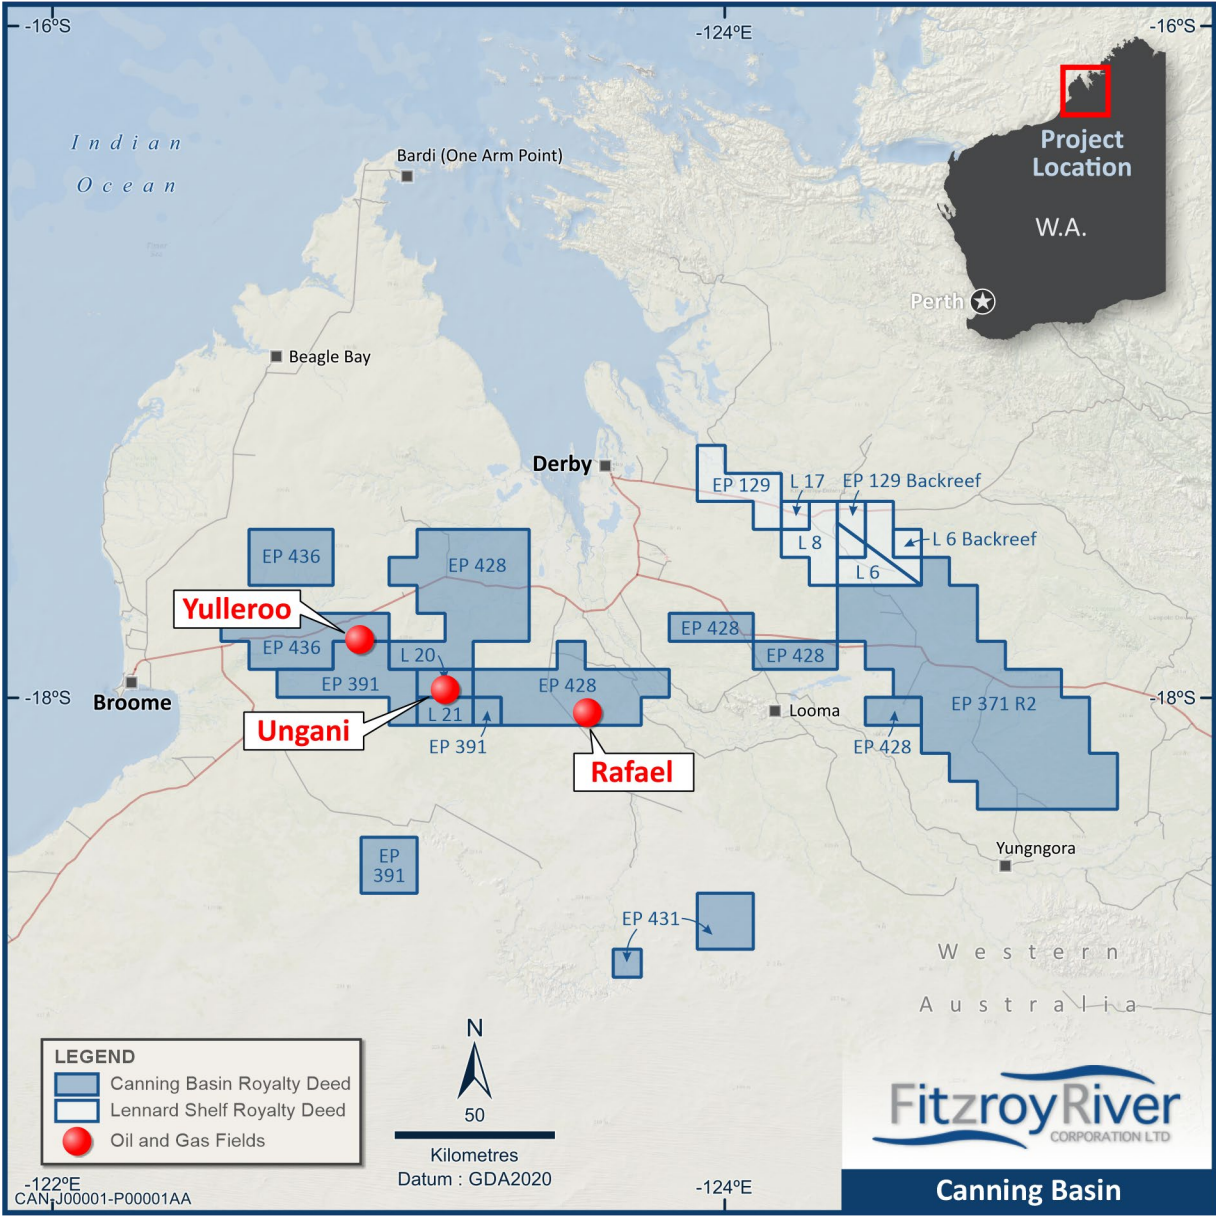 -16ºS
-124ºE
-16ºS
Indian
Ocean
Bardi (One Arm Point)
Project
Location
W.A.
Perth
Beagle Bay
Derby
EP 129
L 17
EP 129 Backreef
L 8
L 6 Backreef
L 6
EP 436
EP 428
Yulleroo
EP 436
L 20
EP 428
EP 428
EP 391
EP 428
-18ºS
Broome
L 21
Ungani
EP 391
Rafael
Looma
EP 428
EP 371 R2
-18ºS
Yungngora
EP
391
EP 431
Western
Australia
N
50
Kilometres
Datum : GDA2020
LEGEND
Canning Basin Royalty Deed
Lennard Shelf Royalty Deed
Oil and Gas Fields
FitzroyRiver
CORPORATION LTD
Canning Basin
-122ºE
-124ºE
CAN-J00001-P00001AA